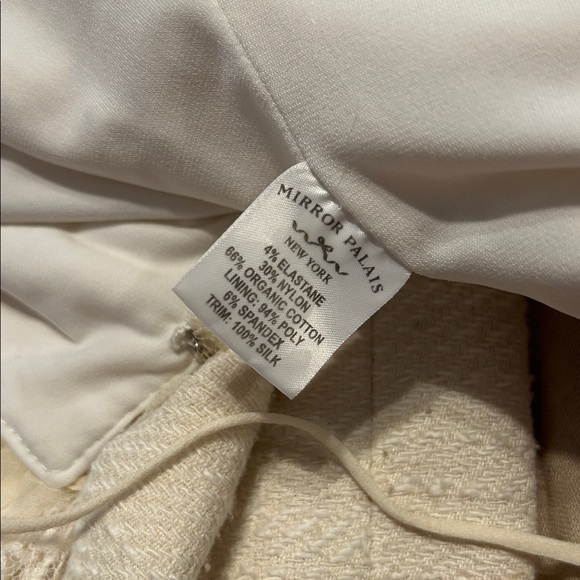 MIRROR PALAIS
NEW YORK
4% ELASTANE
30% NYLON
66% ORGANIC COTTON
LINING: 94% POLY
6% SPANDEX
TRIM: 100% SILK